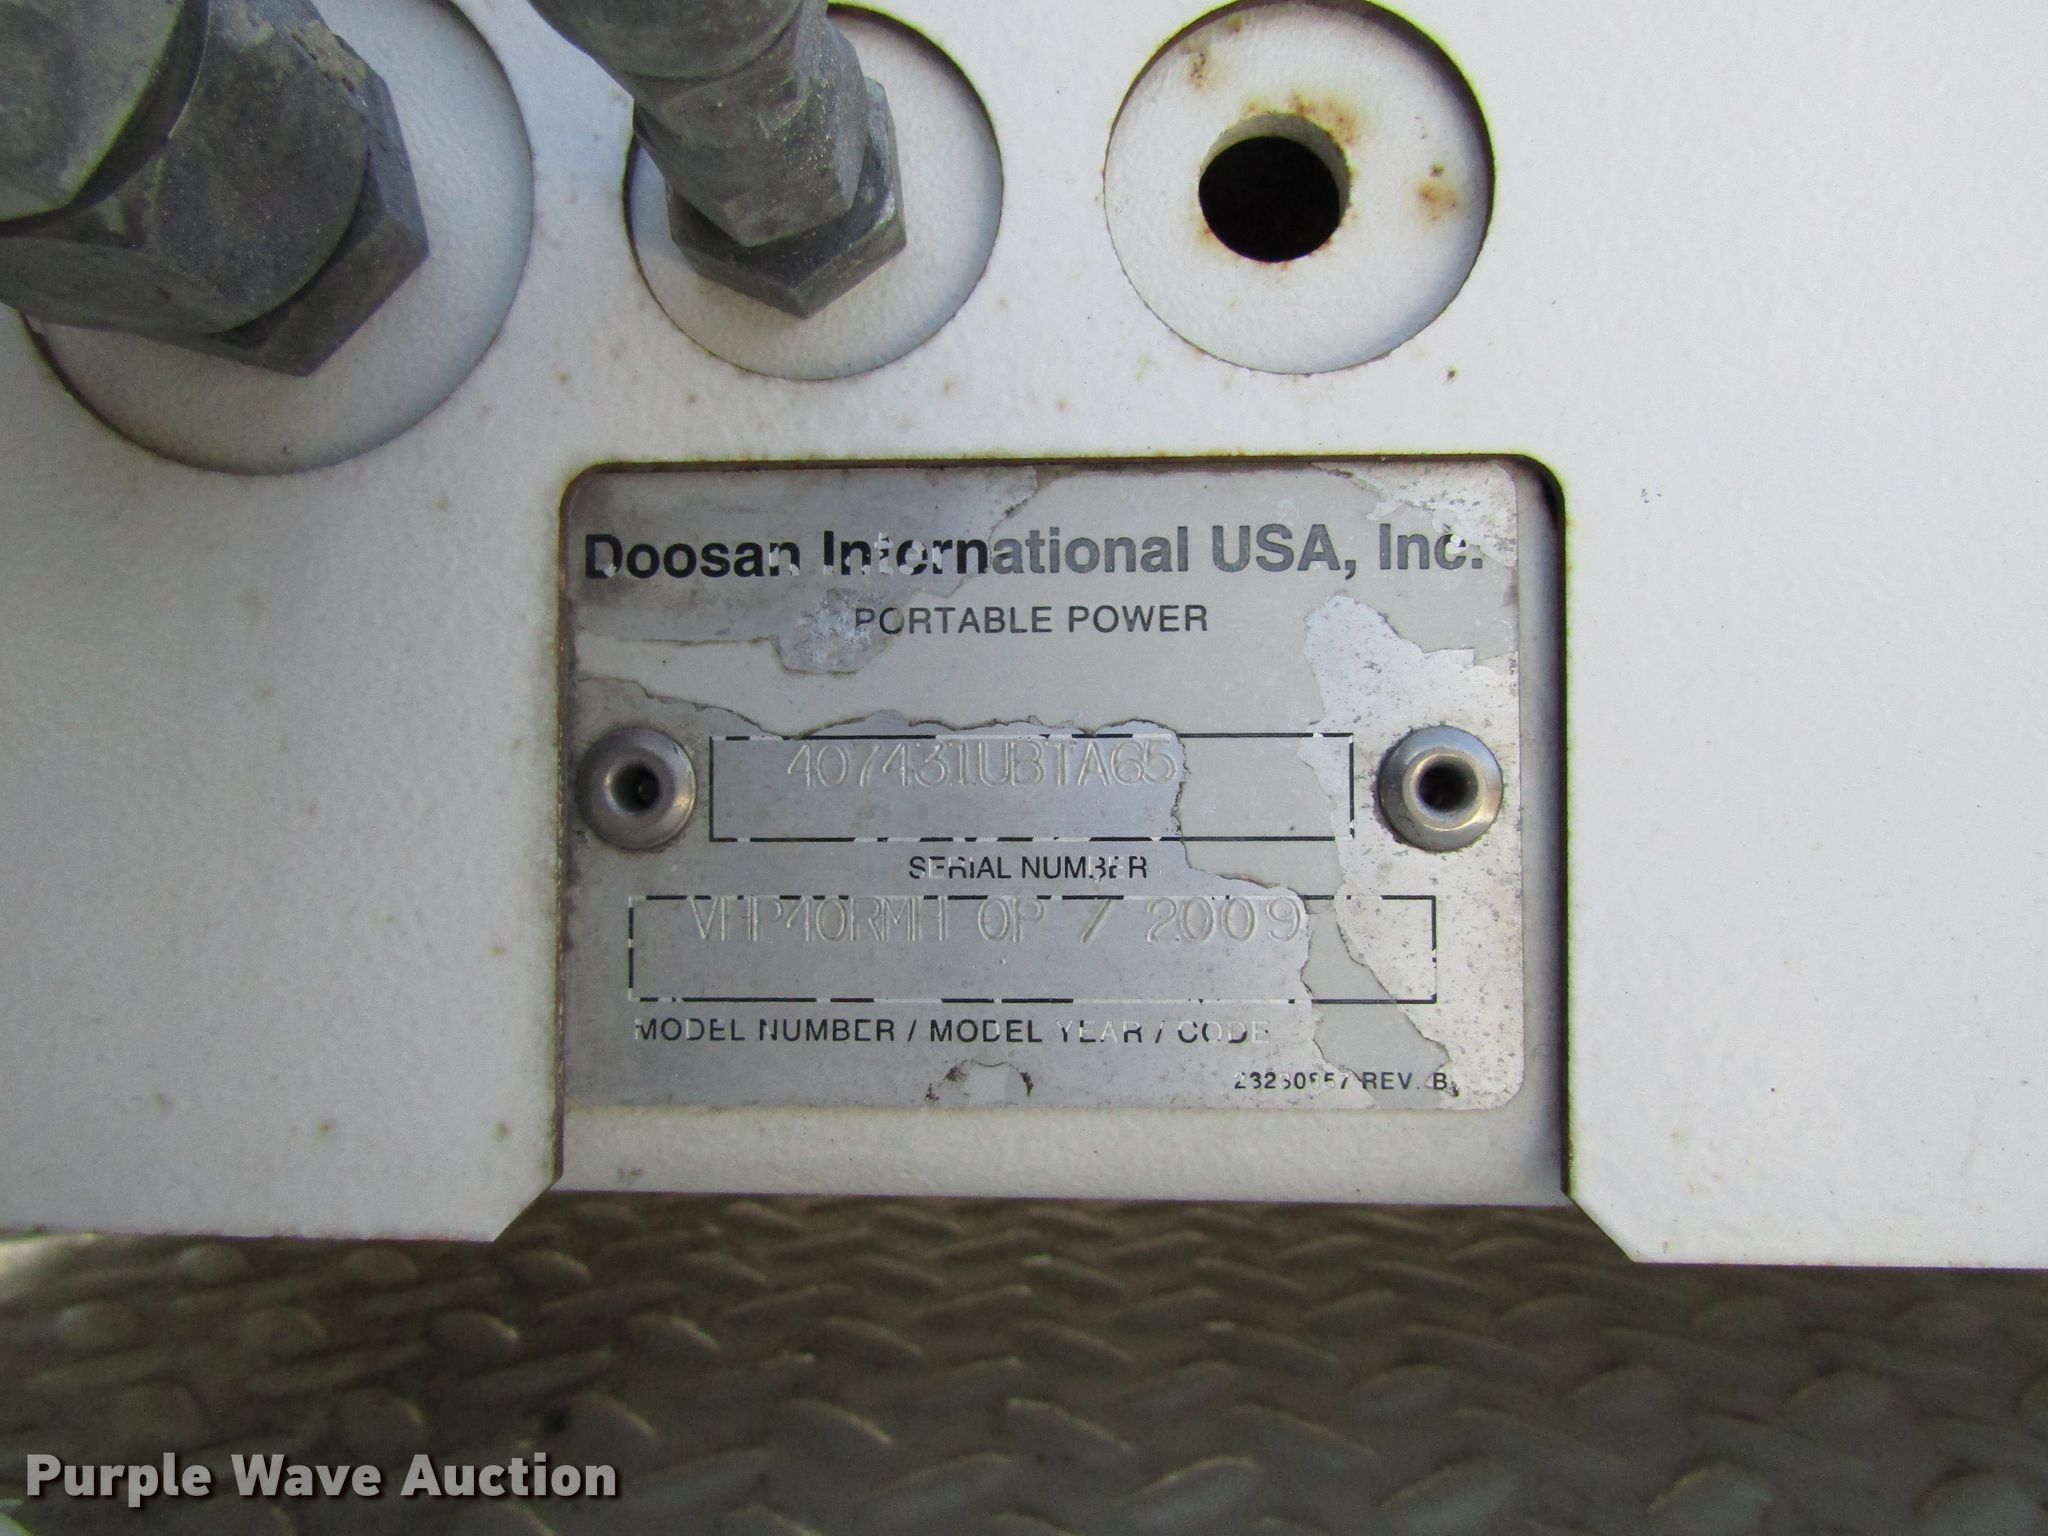 Doosan International USA, Inc.
PORTABLE POWER
407431UBTA65
SERIAL NUMBER
VHP40RMH OP / 2009
MODEL NUMBER / MODEL YEAR / CODE
REV. B
Purple Wave Auction